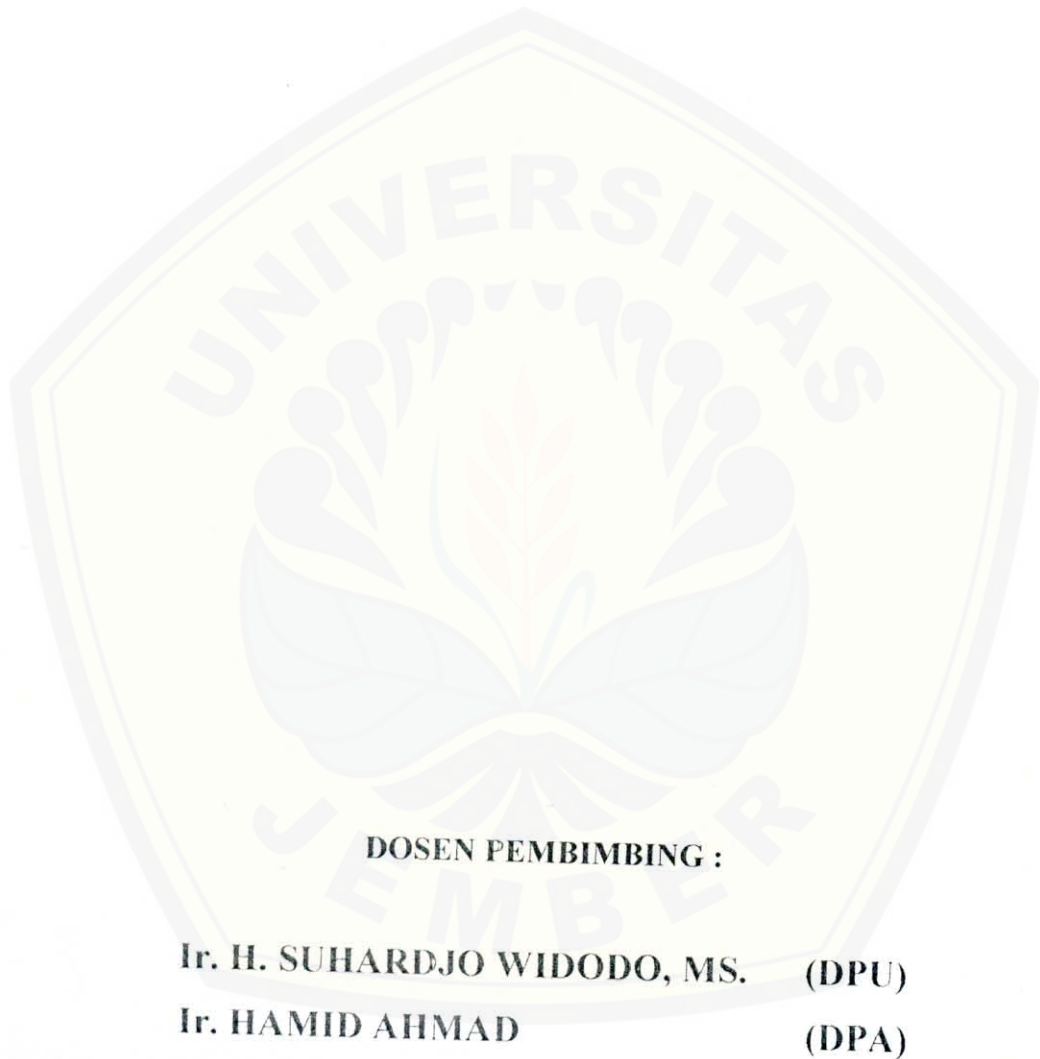 UNIVERSITAS
JEMBER
DOSEN PEMBIMBING :
Ir. H. SUHARDJO WIDODO, MS. (DPU)
Ir. HAMID AHMAD (DPA)